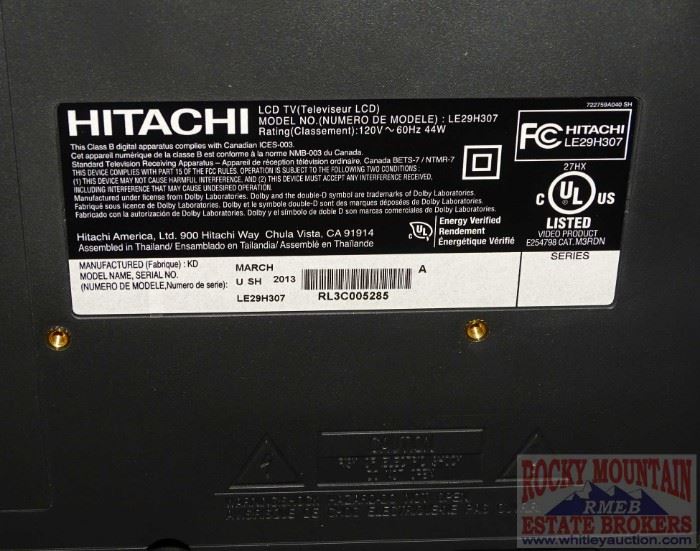 722759A040 SH
HITACHI
LCD TV(Televiseur LCD)
MODEL NO.(NUMERO DE MODELE) : LE29H307
Rating(Classement):120V ~ 60Hz 44W
This Class B digital apparatus complies with Canadian ICES-003.
Cet appareil numérique de la classe B est conforme à la norme NMB-003 du Canada.
Standard Television Receiving Apparatus – Appareil de réception télévision ordinaire, Canada BETS-7 / NTMR-7
THIS DEVICE COMPLIES WITH PART 15 OF THE FCC RULES. OPERATION IS SUBJECT TO THE FOLLOWING TWO CONDITIONS :
(1) THIS DEVICE MAY NOT CAUSE HARMFUL INTERFERENCE, AND (2) THIS DEVICE MUST ACCEPT ANY INTERFERENCE RECEIVED,
INCLUDING INTERFERENCE THAT MAY CAUSE UNDESIRED OPERATION.
Manufactured under license from Dolby Laboratories. Dolby and the double-D symbol are trademarks of Dolby Laboratories.
Fabriqué sous licence de Dolby Laboratories. Dolby et le symbole double-D sont des marques déposées de Dolby Laboratories.
Fabricado con la autorización de Dolby Laboratories. Dolby y el símbolo de doble D son marcas comerciales de Dolby Laboratories.
Hitachi America, Ltd. 900 Hitachi Way Chula Vista, CA 91914
Assembled in Thailand/ Ensamblado en Tailandia/ Assemblé en Thaïlande
C UL ® Energy Verified
Rendement
Énergétique Vérifié
FC HITACHI
LE29H307
27HX
C UL ® US
LISTED
VIDEO PRODUCT
E254798 CAT. M3RDN
MANUFACTURED (Fabrique) : KD
MODEL NAME, SERIAL NO.
(NUMERO DE MODELE,Numero de serie):
MARCH
U SH 2013
LE29H307
RL3C005285
A
SERIES
CAUTION
RISK OF ELECTRIC SHOCK
DO NOT OPEN
ROCKY MOUNTAIN
RMEB
ESTATE BROKERS
www.whitleyauction.com